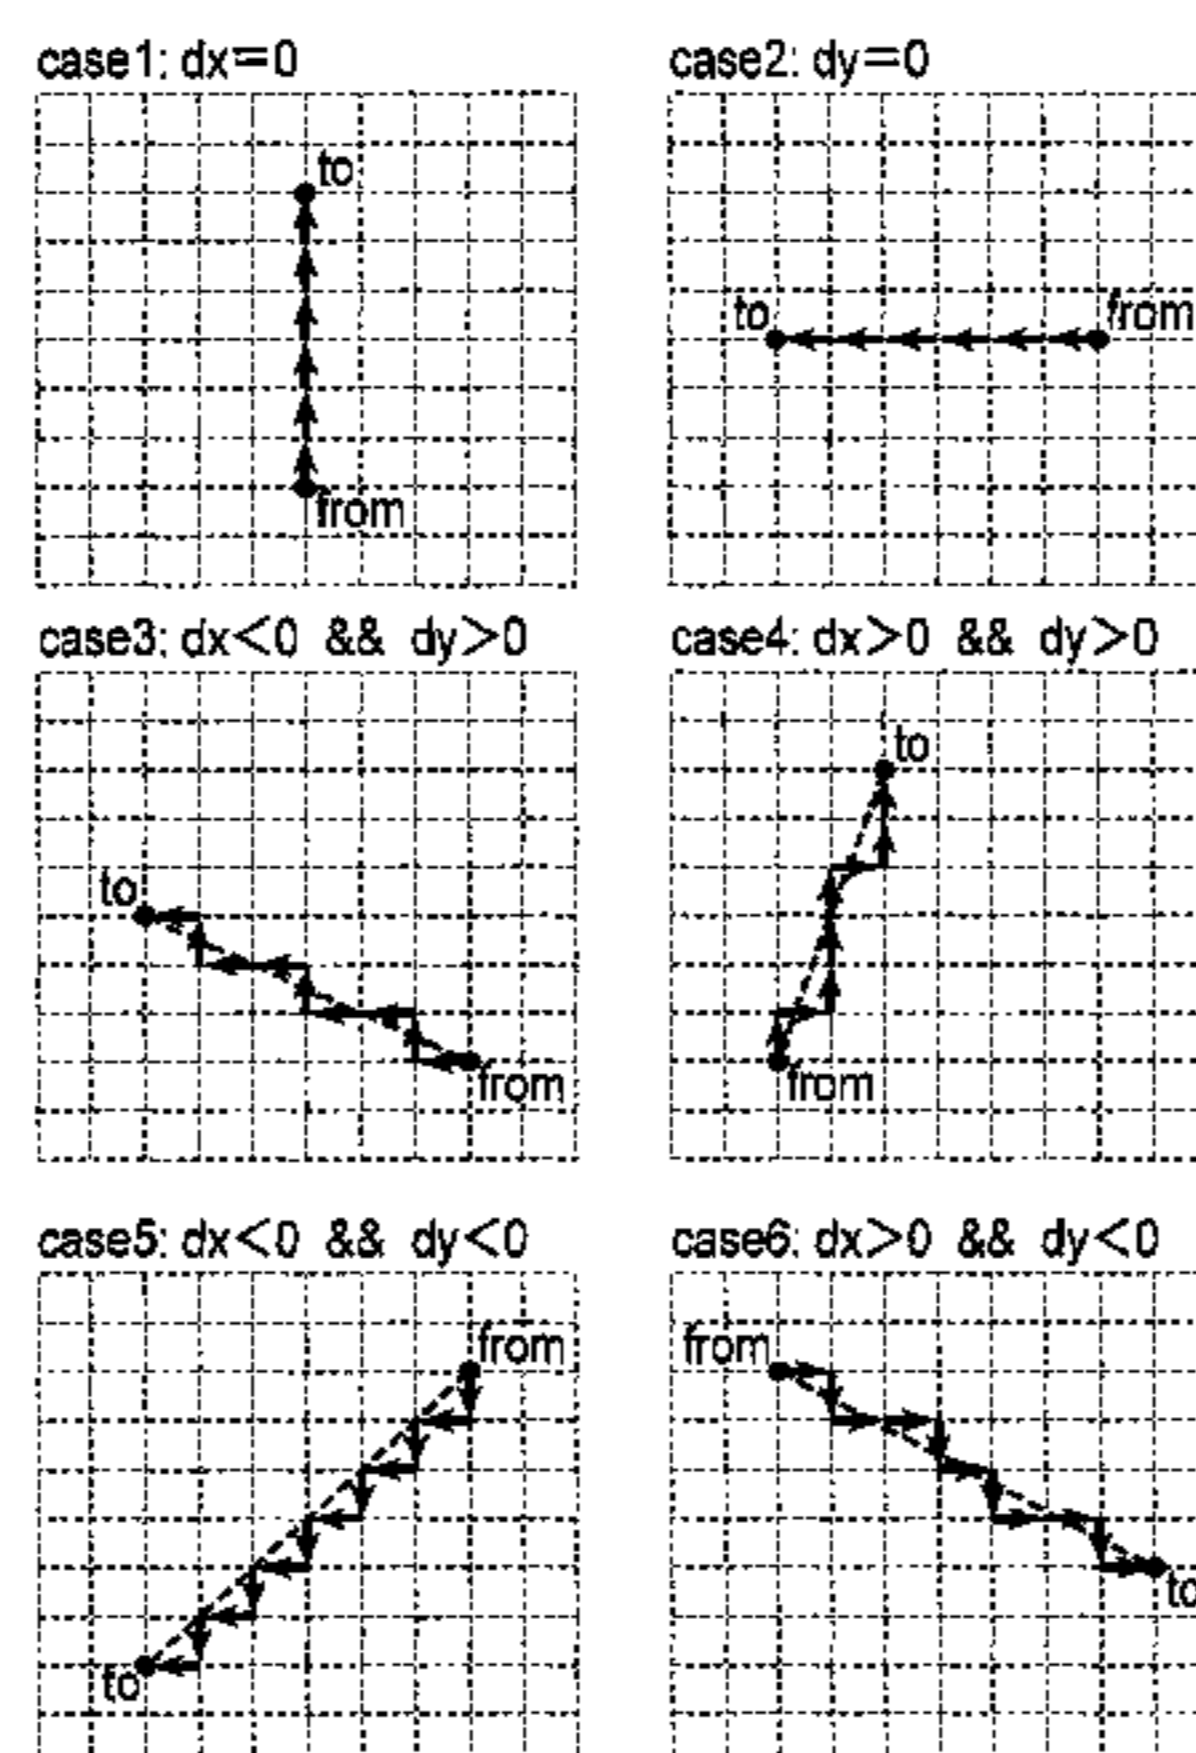 case1: dx=0
to
from
case2: dy=0
to
from
case3: dx<0 && dy>0
to
from
case4: dx>0 && dy>0
to
from
case5: dx<0 && dy<0
from
to
case6: dx>0 && dy<0
from
to